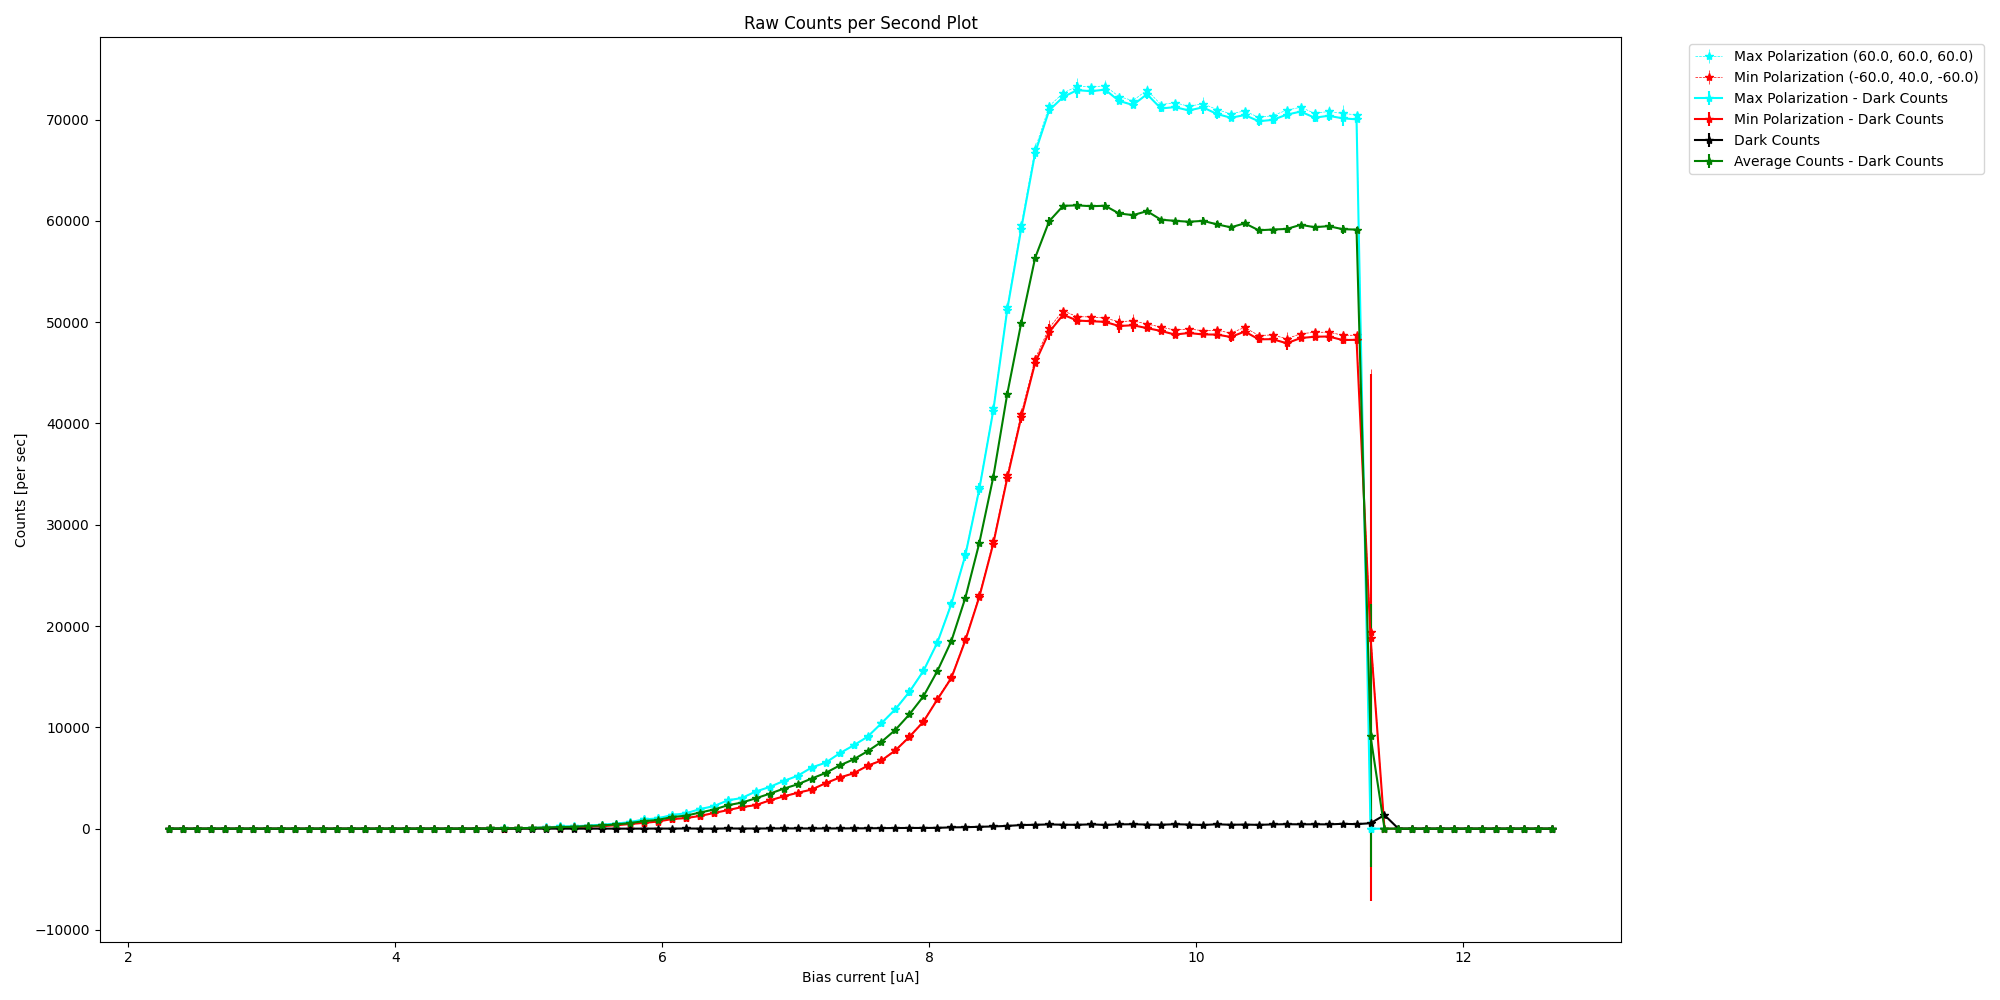 Raw Counts per Second Plot
Max Polarization (60.0, 60.0, 60.0)
Min Polarization (-60.0, 40.0, -60.0)
Max Polarization - Dark Counts
Min Polarization - Dark Counts
Dark Counts
Average Counts - Dark Counts
Counts [per sec]
70000
60000
50000
40000
30000
20000
10000
0
−10000
2
4
6
8
10
12
Bias current [uA]